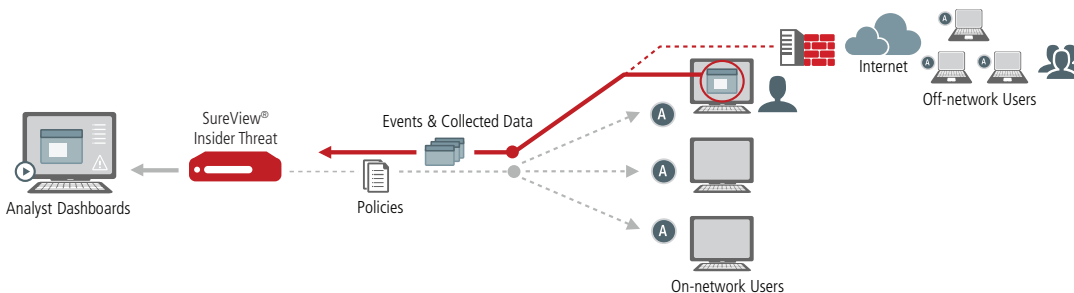 SureView®
Insider Threat
Analyst Dashboards
Events & Collected Data
Policies
A
A
A
On-network Users
Internet
A
A
A
Off-network Users